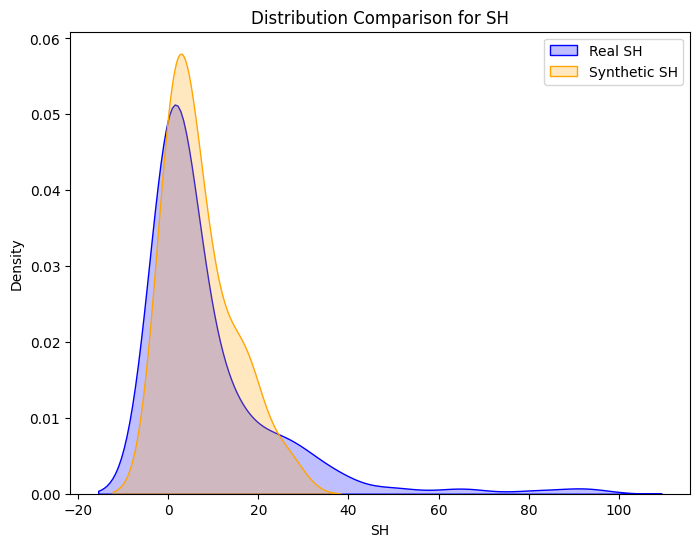 Distribution Comparison for SH
Real SH
Synthetic SH
0.06
0.05
0.04
0.03
0.02
0.01
0.00
Density
−20
0
20
40
60
80
100
SH